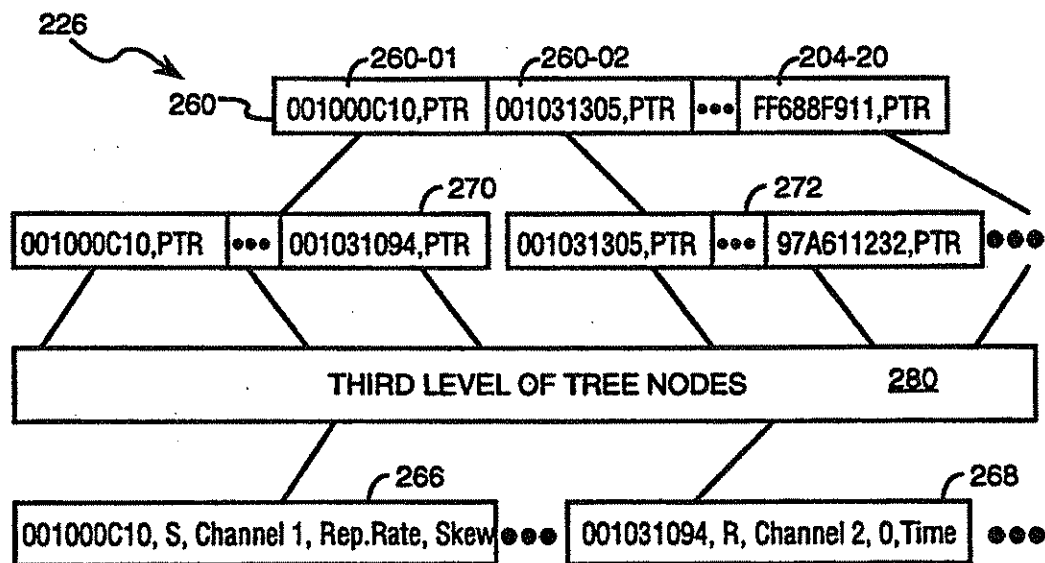 226
260-01 260-02 204-20
260
001000C10,PTR 001031305,PTR ••• FF688F911,PTR
270 272
001000C10,PTR ••• 001031094,PTR 001031305,PTR ••• 97A611232,PTR •••
THIRD LEVEL OF TREE NODES 280
266 268
001000C10, S, Channel 1, Rep.Rate, Skew ••• 001031094, R, Channel 2, 0,Time •••